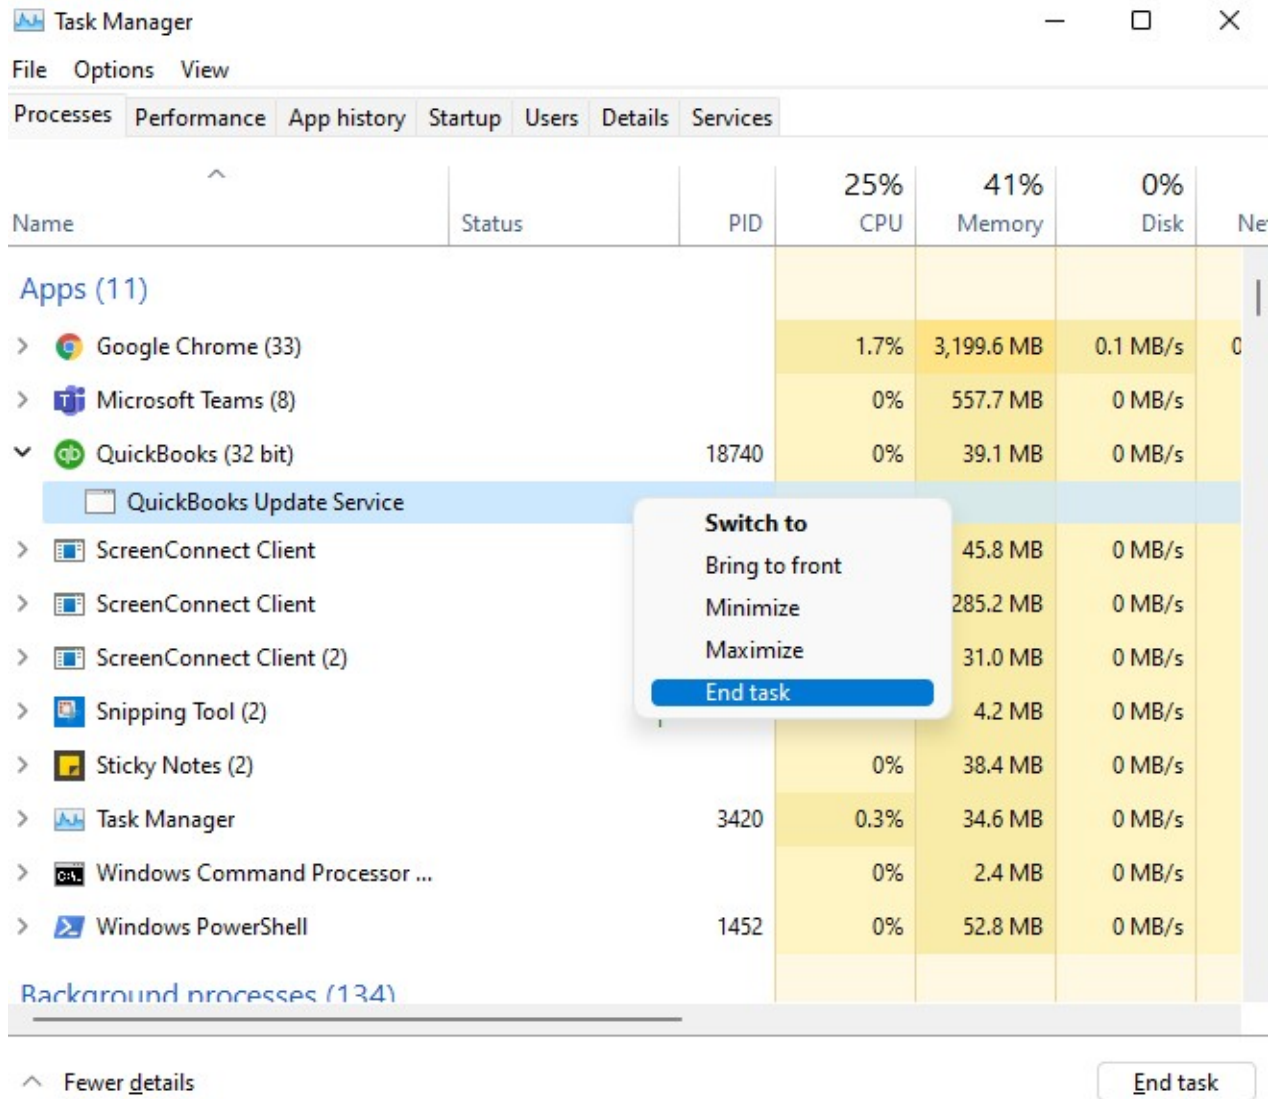 Task Manager
File Options View
Processes Performance App history Startup Users Details Services
25% 41% 0%
Name Status PID CPU Memory Disk
Apps (11)
Google Chrome (33) 1.7% 3,199.6 MB 0.1 MB/s 0
Microsoft Teams (8) 0% 557.7 MB 0 MB/s
QuickBooks (32 bit) 18740 0% 39.1 MB 0 MB/s
QuickBooks Update Service
Switch to
Bring to front
Minimize
Maximize
End task
ScreenConnect Client 45.8 MB 0 MB/s
ScreenConnect Client 285.2 MB 0 MB/s
ScreenConnect Client (2) 31.0 MB 0 MB/s
Snipping Tool (2) 4.2 MB 0 MB/s
Sticky Notes (2) 0% 38.4 MB 0 MB/s
Task Manager 3420 0.3% 34.6 MB 0 MB/s
Windows Command Processor ... 0% 2.4 MB 0 MB/s
Windows PowerShell 1452 0% 52.8 MB 0 MB/s
Background processes (134)
Fewer details End task